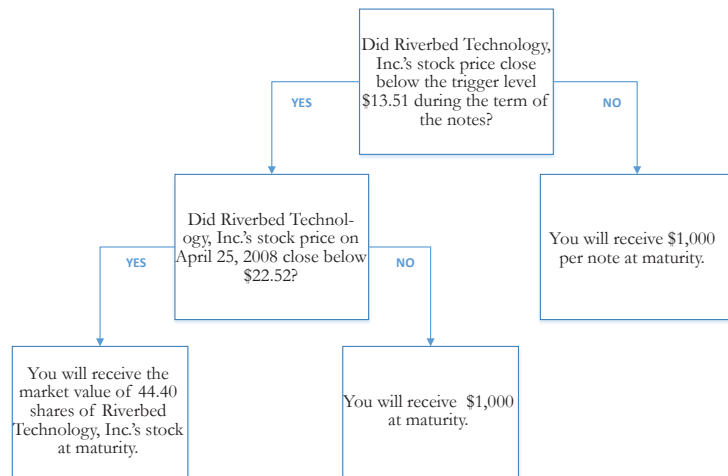 Did Riverbed Technology,
Inc.'s stock price close
below the trigger level
$13.51 during the term of
the notes?
YES
NO
Did Riverbed Technol-
ogy, Inc.'s stock price on
April 25, 2008 close below
$22.52?
You will receive $1,000
per note at maturity.
YES
NO
You will receive the
market value of 44.40
shares of Riverbed
Technology, Inc.'s stock
at maturity.
You will receive $1,000
at maturity.